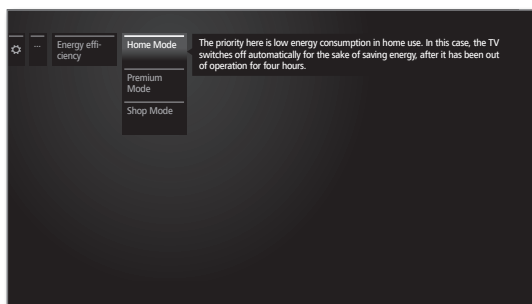 ...
Energy effi-
ciency
Home Mode
The priority here is low energy consumption in home use. In this case, the TV
switches off automatically for the sake of saving energy, after it has been out
of operation for four hours.
Premium
Mode
Shop Mode